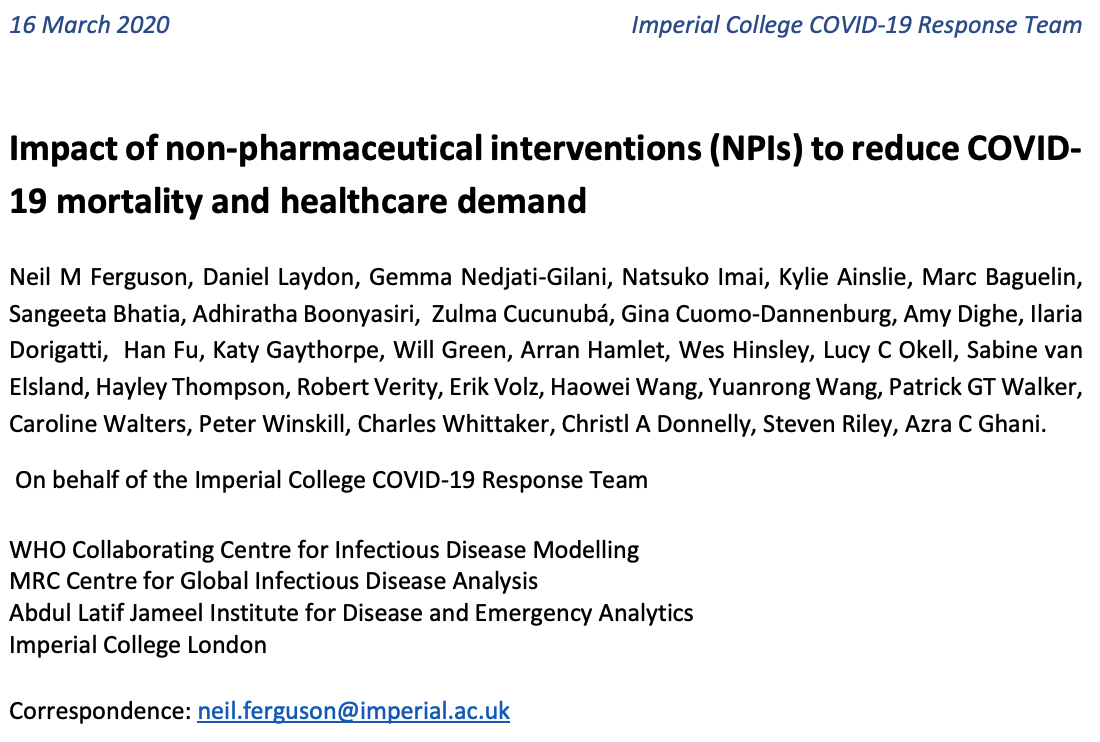 16 March 2020 Imperial College COVID-19 Response Team
Impact of non-pharmaceutical interventions (NPIs) to reduce COVID-
19 mortality and healthcare demand
Neil M Ferguson, Daniel Laydon, Gemma Nedjati-Gilani, Natsuko Imai, Kylie Ainslie, Marc Baguelin,
Sangeeta Bhatia, Adhiratha Boonyasiri, Zulma Cucunubá, Gina Cuomo-Dannenburg, Amy Dighe, Ilaria
Dorigatti, Han Fu, Katy Gaythorpe, Will Green, Arran Hamlet, Wes Hinsley, Lucy C Okell, Sabine van
Elsland, Hayley Thompson, Robert Verity, Erik Volz, Haowei Wang, Yuanrong Wang, Patrick GT Walker,
Caroline Walters, Peter Winskill, Charles Whittaker, Christl A Donnelly, Steven Riley, Azra C Ghani.
On behalf of the Imperial College COVID-19 Response Team
WHO Collaborating Centre for Infectious Disease Modelling
MRC Centre for Global Infectious Disease Analysis
Abdul Latif Jameel Institute for Disease and Emergency Analytics
Imperial College London
Correspondence: neil.ferguson@imperial.ac.uk